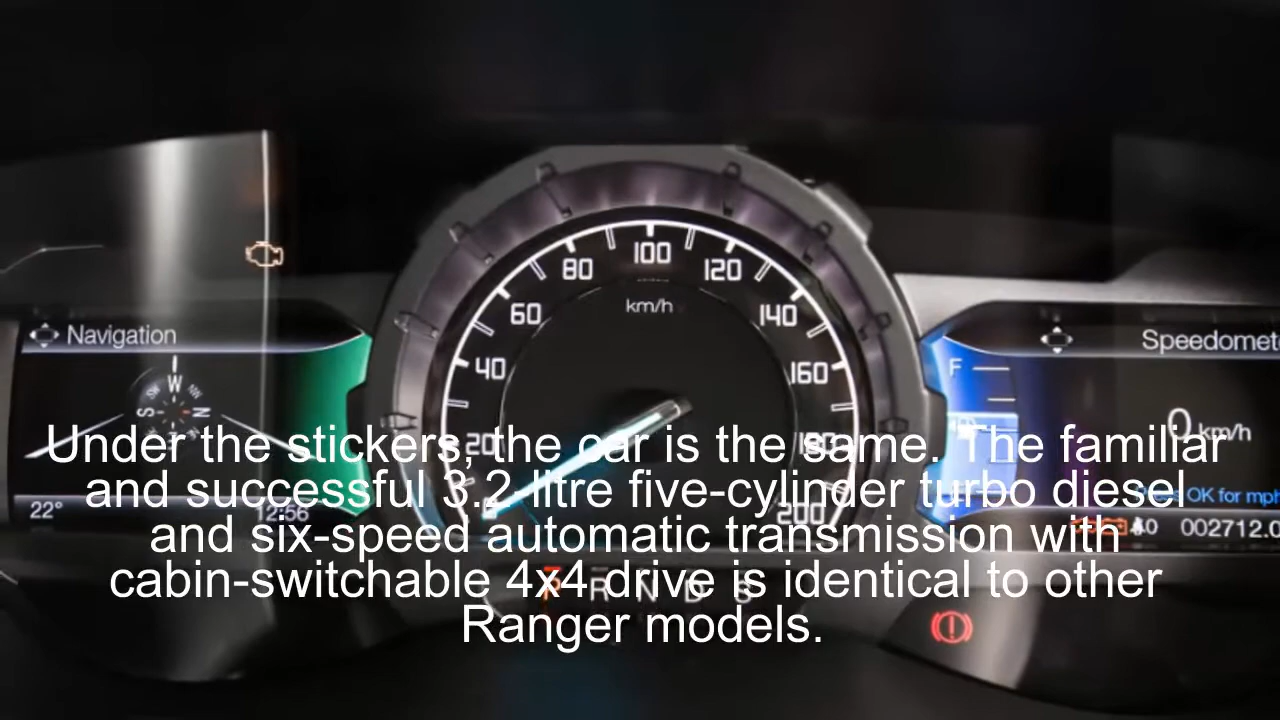 100
80
120
60
km/h
140
Navigation
Speedomet
40
160
F
W
S
N
0 km/h
20
180
Under the stickers, the car is the same. The familiar
and successful 3.2-litre five-cylinder turbo diesel
and six-speed automatic transmission with
cabin-switchable 4x4 drive is identical to other
Ranger models.
OK for mph
22°
12:56
200
002712.0
P R N D S